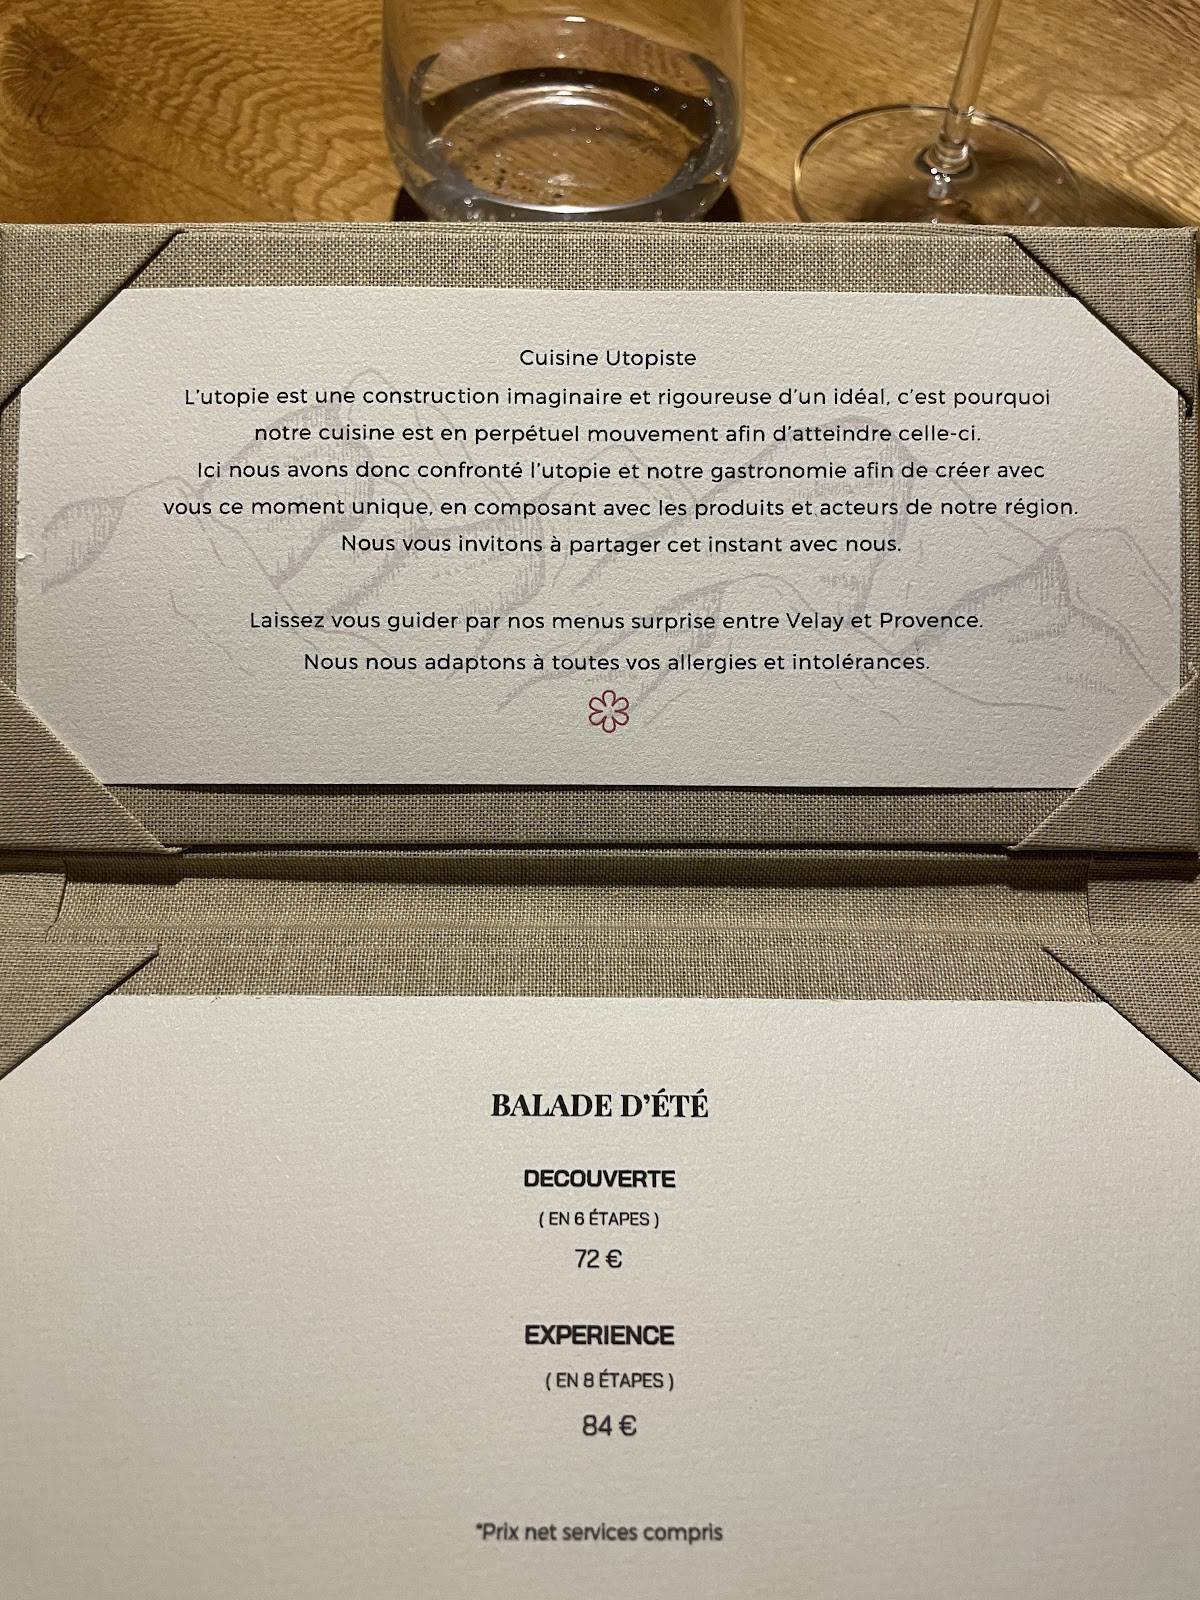 Cuisine Utopiste
L'utopie est une construction imaginaire et rigoureuse d'un idéal, c'est pourquoi
notre cuisine est en perpétuel mouvement afin d'atteindre celle-ci.
Ici nous avons donc confronté l'utopie et notre gastronomie afin de créer avec
vous ce moment unique, en composant avec les produits et acteurs de notre région.
Nous vous invitons à partager cet instant avec nous.
Laissez vous guider par nos menus surprise entre Velay et Provence.
Nous nous adaptons à toutes vos allergies et intolérances.
BALADE D'ÉTÉ
DECOUVERTE
( EN 6 ÉTAPES )
72 €
EXPERIENCE
( EN 8 ÉTAPES )
84 €
*Prix net services compris